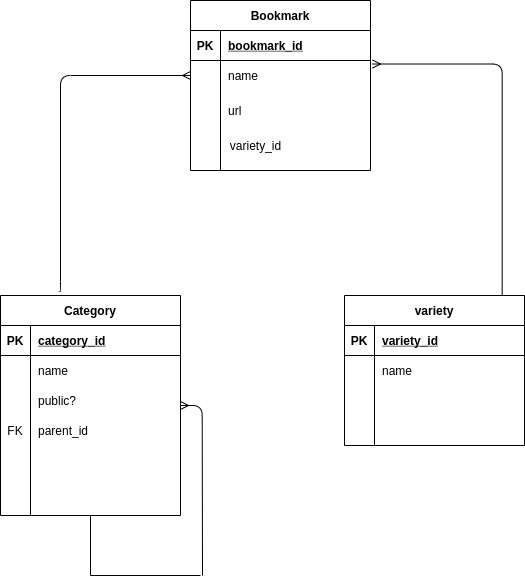 Bookmark
PK bookmark_id
name
url
variety_id
Category
PK category_id
name
public?
FK parent_id
variety
PK variety_id
name